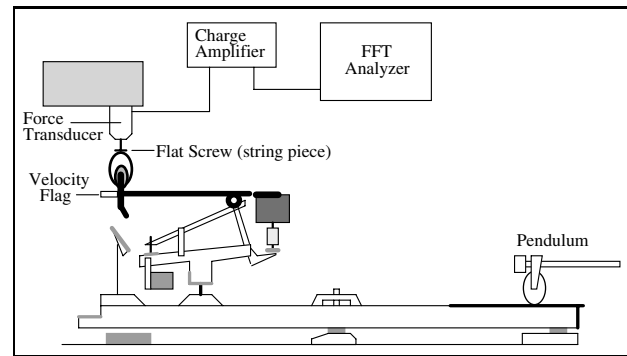 Charge
Amplifier
FFT
Analyzer
Force
Transducer
Flat Screw (string piece)
Velocity
Flag
Pendulum